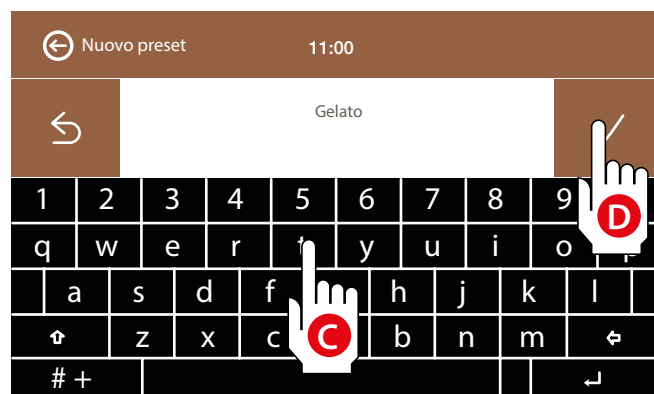 Nuovo preset 11:00
Gelato
1 2 3 4 5 6 7 8 9
D
q w e r t y u i o p
a s d f h j k l
C
z x c b n m
# +